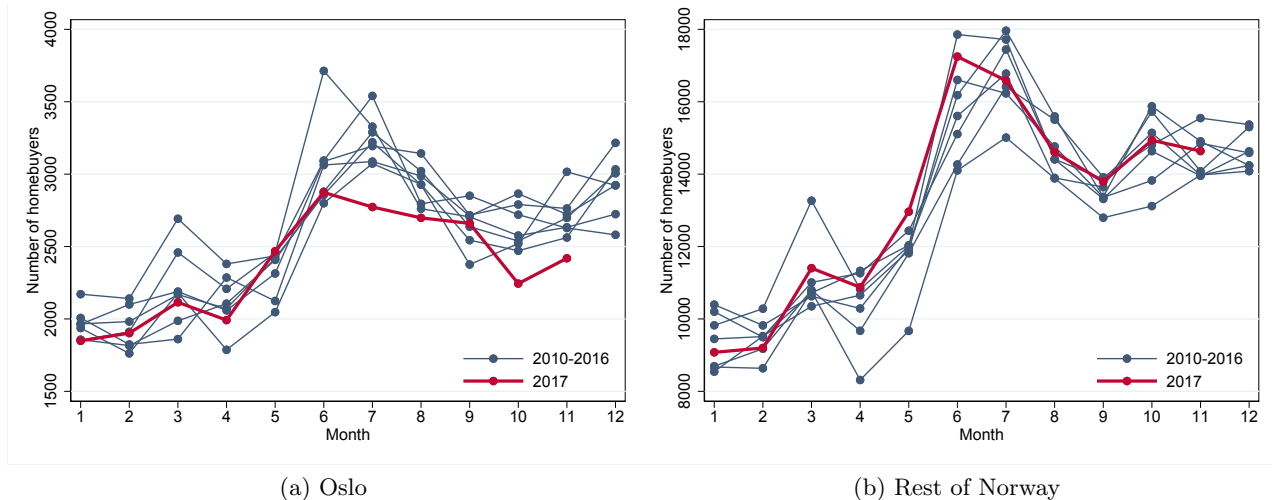 Number of homebuyers
4000
3500
3000
2500
2000
1500
2010-2016
2017
1 2 3 4 5 6 7 8 9 10 11 12
Month
(a) Oslo
Number of homebuyers
18000
16000
14000
12000
10000
8000
2010-2016
2017
1 2 3 4 5 6 7 8 9 10 11 12
Month
(b) Rest of Norway